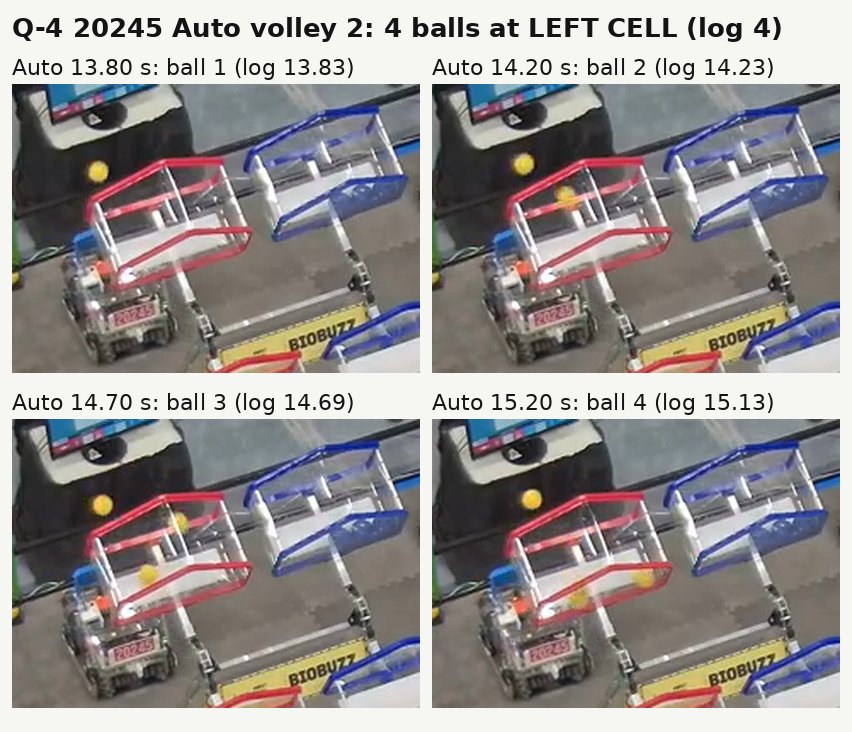 Q-4 20245 Auto volley 2: 4 balls at LEFT CELL (log 4)
Auto 13.80 s: ball 1 (log 13.83)
Auto 14.20 s: ball 2 (log 14.23)
20245
BIOBUZZ
20245
BIOBUZZ
Auto 14.70 s: ball 3 (log 14.69)
Auto 15.20 s: ball 4 (log 15.13)
20245
BIOBUZZ
20245
BIOBUZZ